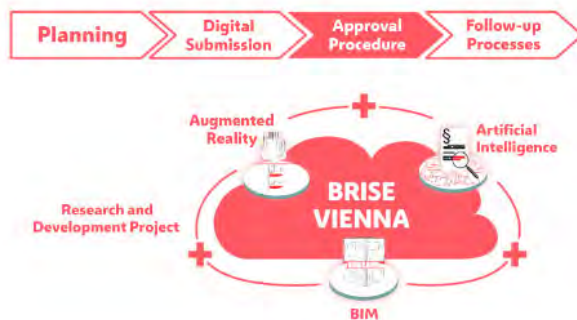 Planning
Digital
Submission
Approval
Procedure
Follow-up
Processes
Augmented
Reality
§
Artificial
Intelligence
BRISE
VIENNA
Research and
Development Project
BIM